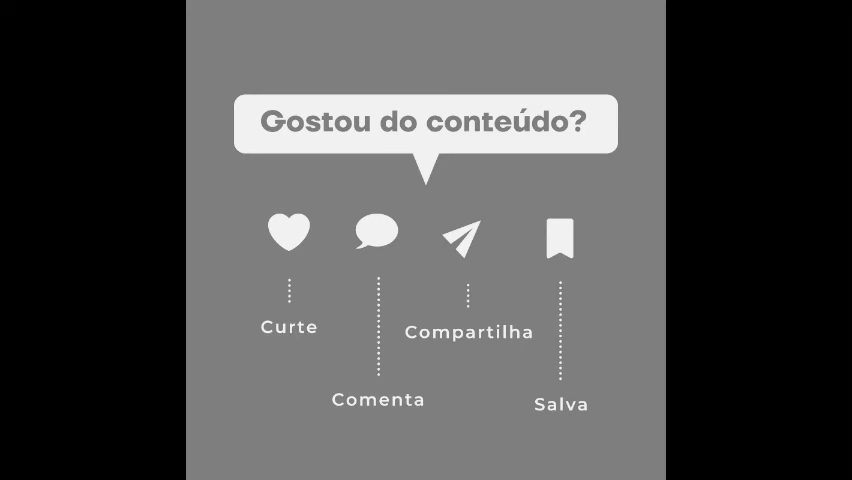 Gostou do conteúdo?
Curte
Comenta
Compartilha
Salva